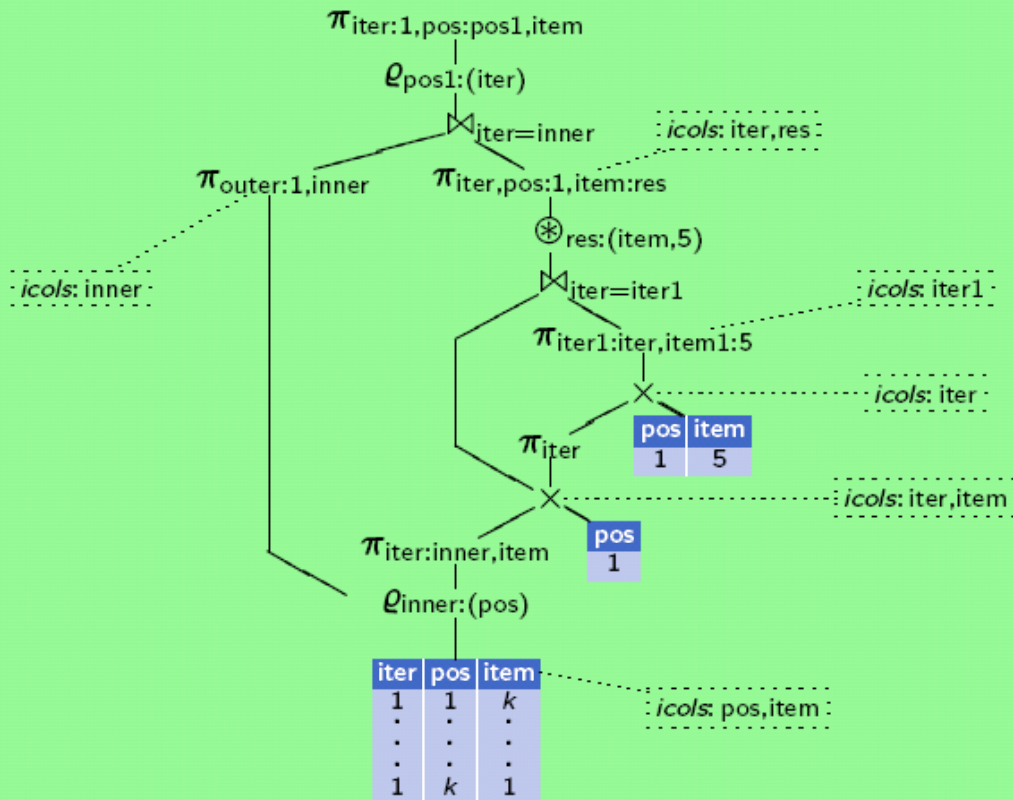 π iter:1,pos:pos1,item
ϱ pos1:(iter)
⋈ iter=inner
icols: iter,res
π outer:1,inner
π iter,pos:1,item:res
⊛ res:(item,5)
icols: inner
⋈ iter=iter1
icols: iter1
π iter1:iter,item1:5
×
icols: iter
pos item
1 5
π iter
×
icols: iter,item
pos
1
π iter:inner,item
ϱ inner:(pos)
iter pos item
1 1 k
. . .
. . .
. . .
1 k 1
icols: pos,item